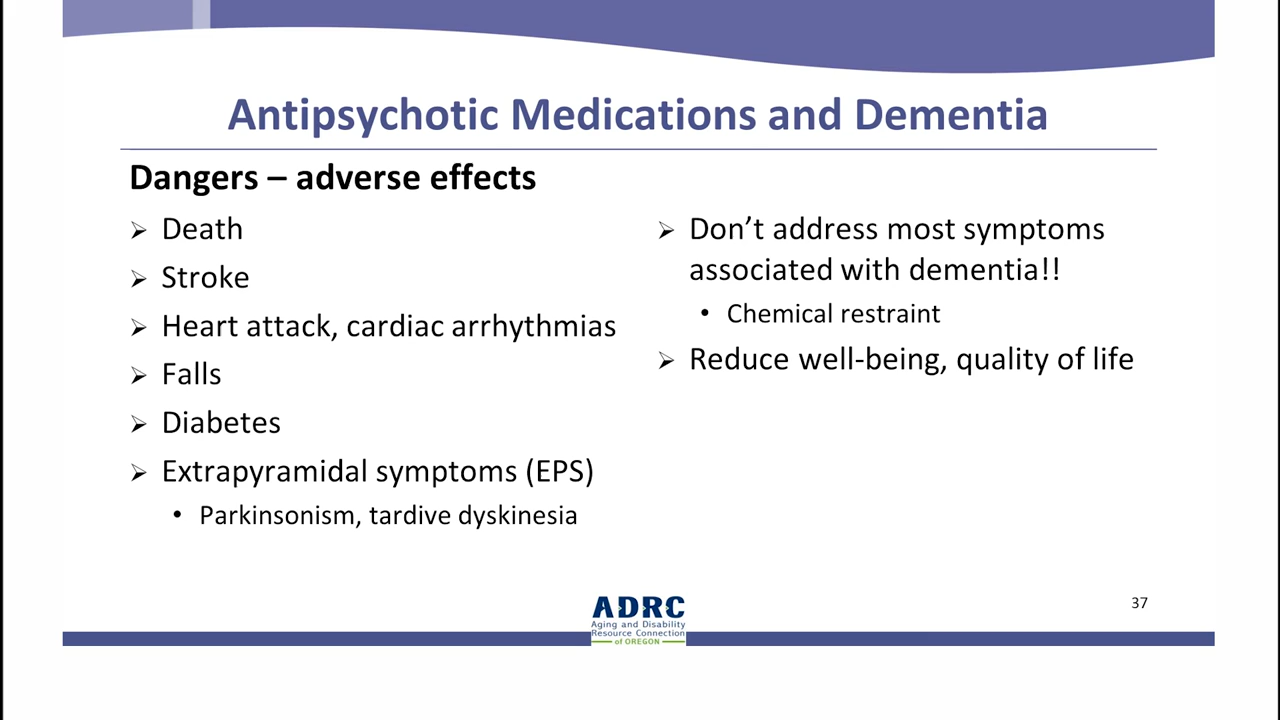 Antipsychotic Medications and Dementia
Dangers – adverse effects
➢ Death
➢ Stroke
➢ Heart attack, cardiac arrhythmias
➢ Falls
➢ Diabetes
➢ Extrapyramidal symptoms (EPS)
• Parkinsonism, tardive dyskinesia
➢ Don’t address most symptoms
associated with dementia!!
• Chemical restraint
➢ Reduce well-being, quality of life
ADRC
Aging and Disability
Resource Connection
of OREGON
37